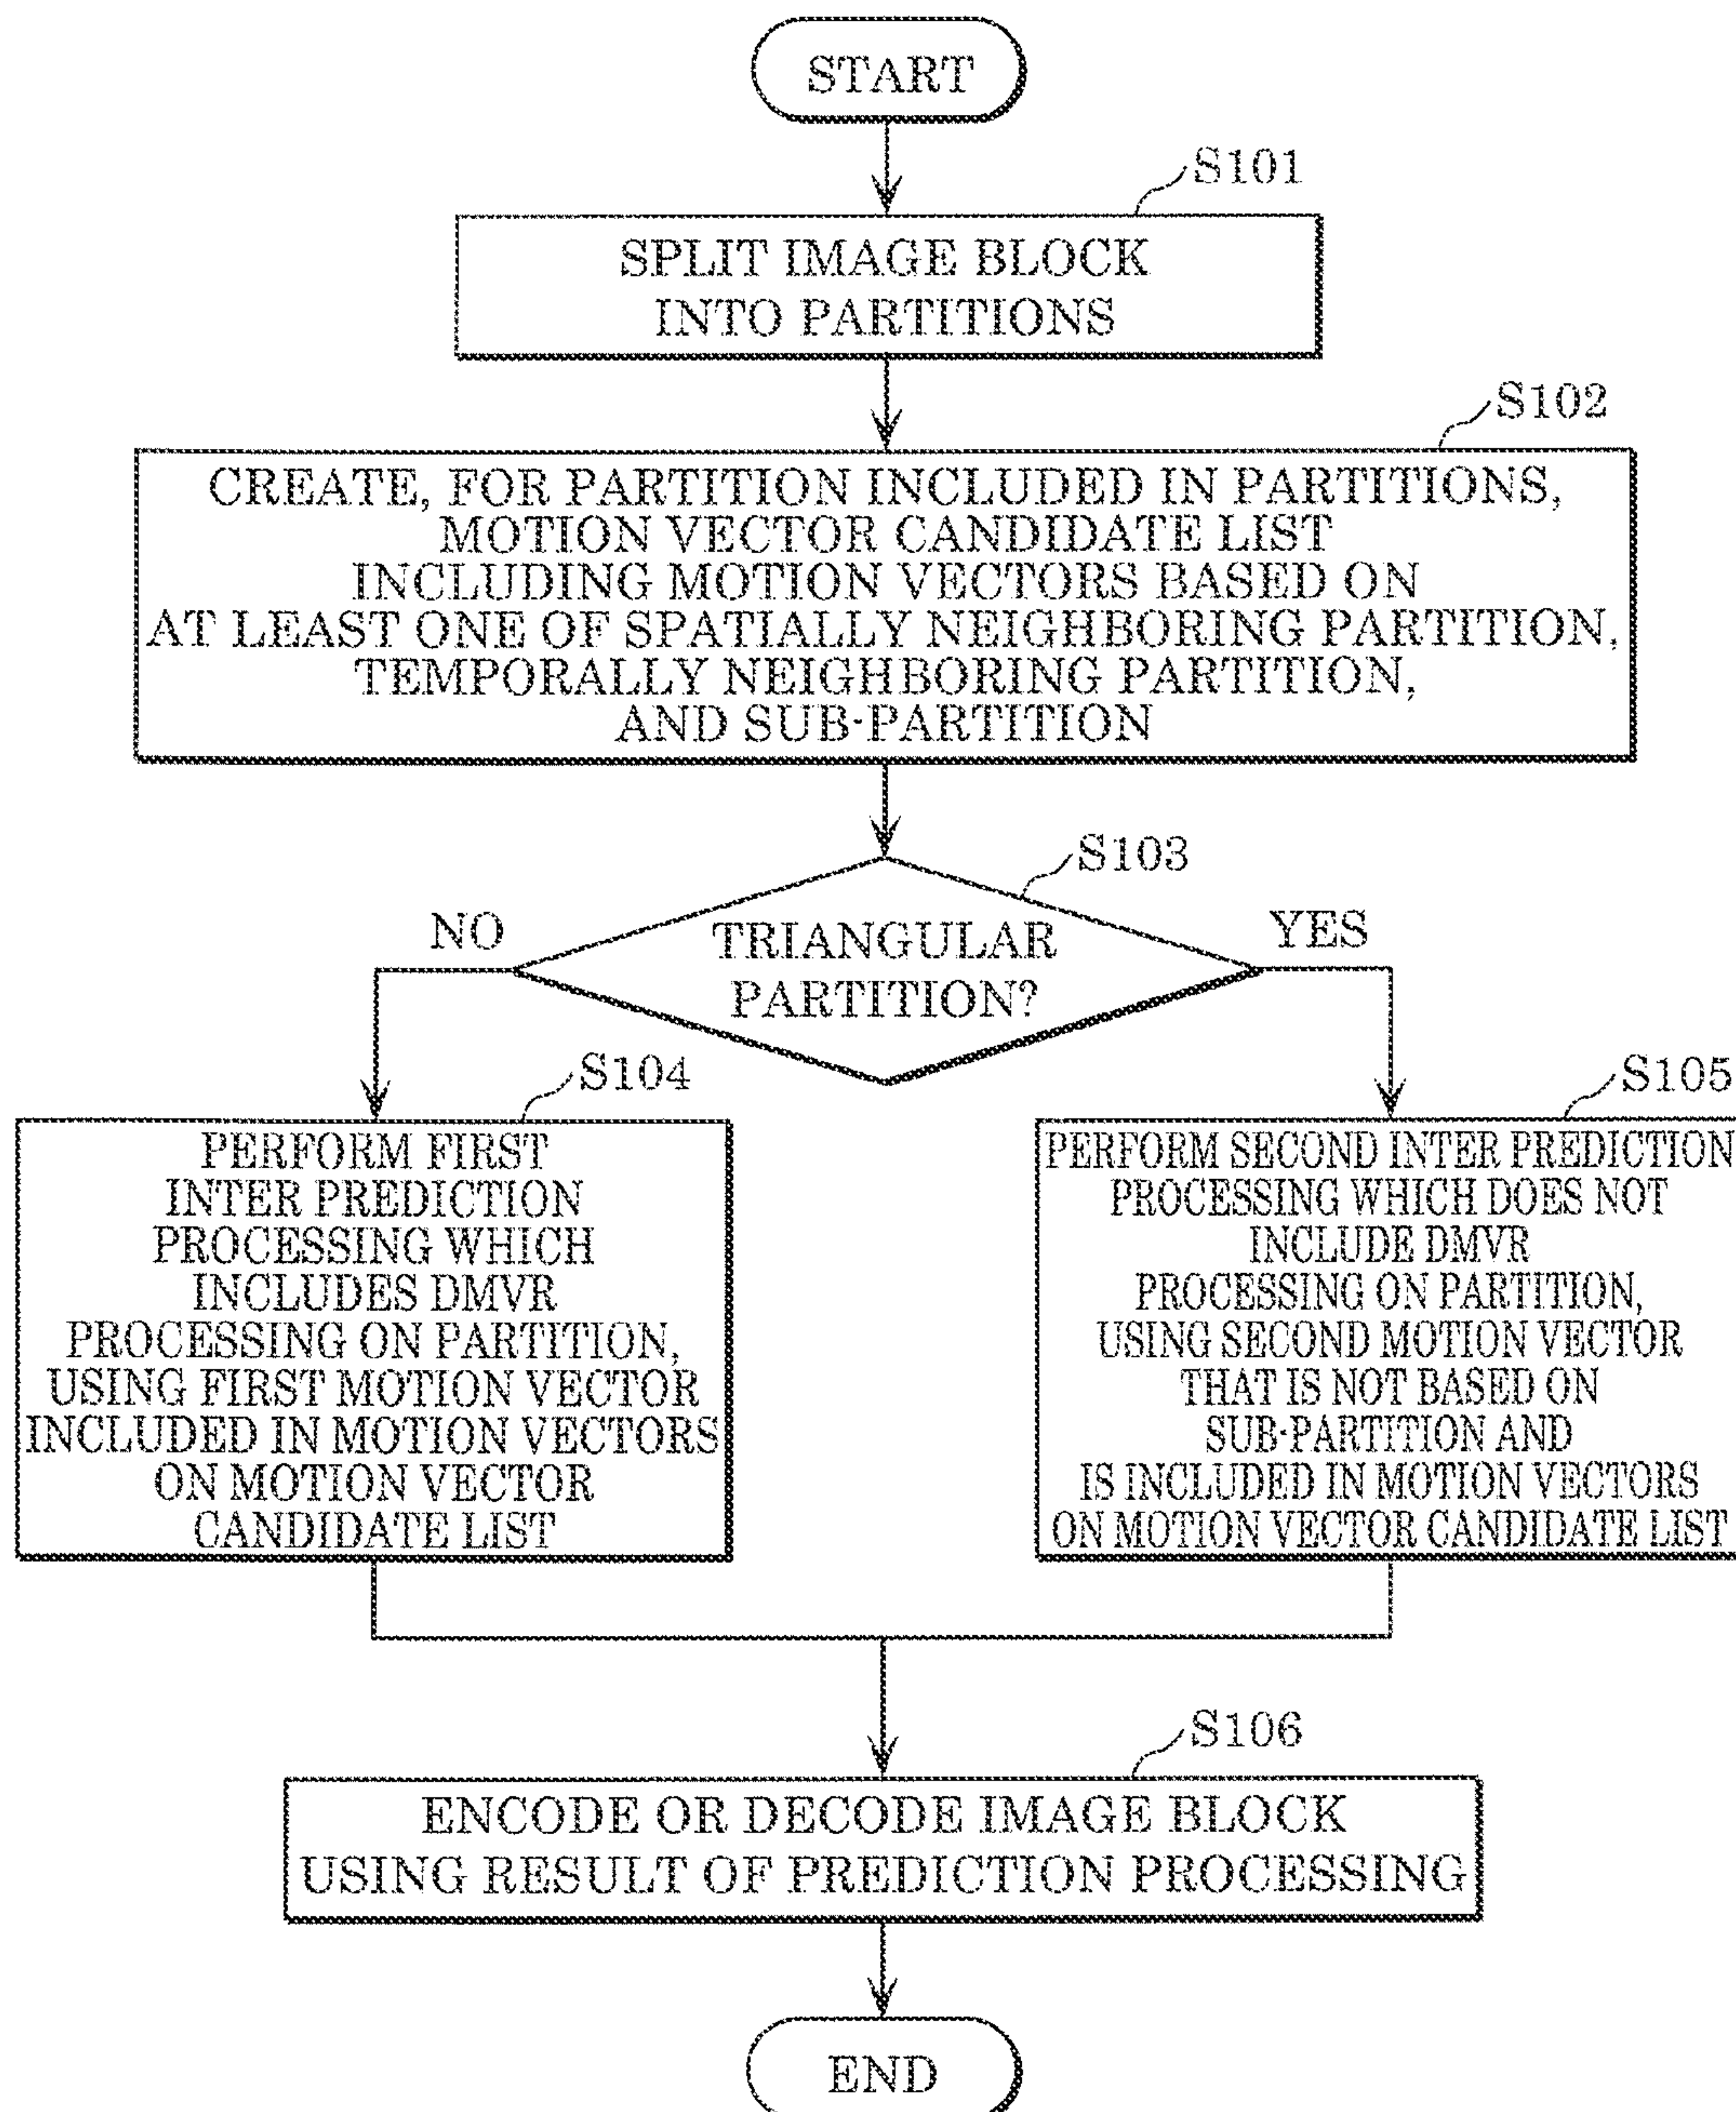 START
S101
SPLIT IMAGE BLOCK
INTO PARTITIONS
S102
CREATE, FOR PARTITION INCLUDED IN PARTITIONS,
MOTION VECTOR CANDIDATE LIST
INCLUDING MOTION VECTORS BASED ON
AT LEAST ONE OF SPATIALLY NEIGHBORING PARTITION,
TEMPORALLY NEIGHBORING PARTITION,
AND SUB-PARTITION
S103
NO
TRIANGULAR
PARTITION?
YES
S104
PERFORM FIRST
INTER PREDICTION
PROCESSING WHICH
INCLUDES DMVR
PROCESSING ON PARTITION,
USING FIRST MOTION VECTOR
INCLUDED IN MOTION VECTORS
ON MOTION VECTOR
CANDIDATE LIST
S105
PERFORM SECOND INTER PREDICTION
PROCESSING WHICH DOES NOT
INCLUDE DMVR
PROCESSING ON PARTITION,
USING SECOND MOTION VECTOR
THAT IS NOT BASED ON
SUB-PARTITION AND
IS INCLUDED IN MOTION VECTORS
ON MOTION VECTOR CANDIDATE LIST
S106
ENCODE OR DECODE IMAGE BLOCK
USING RESULT OF PREDICTION PROCESSING
END